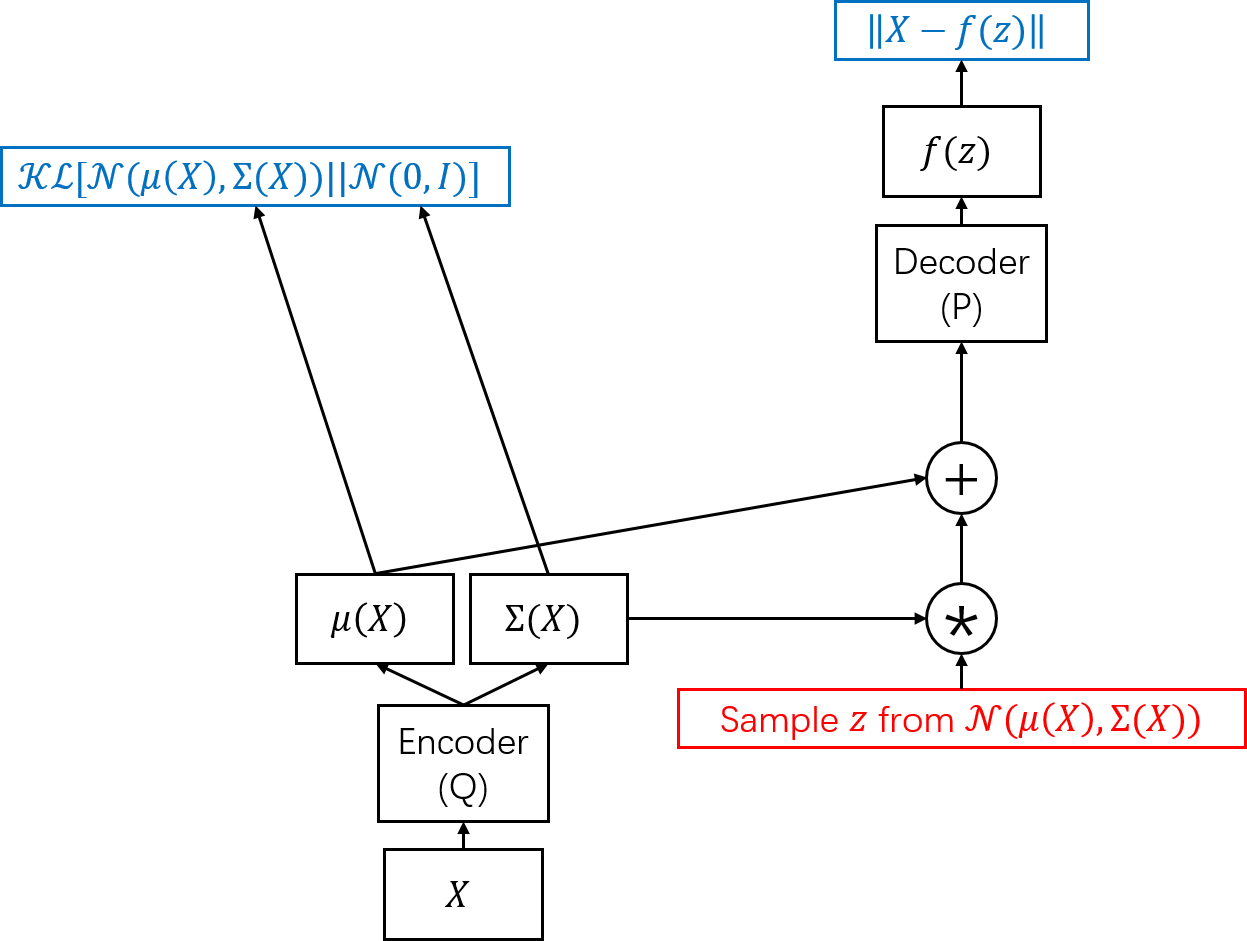 ‖X − f(z)‖
f(z)
𝒦ℒ[𝒩(μ(X), Σ(X))||𝒩(0, I)]
Decoder
(P)
+
μ(X)
Σ(X)
*
Sample z from 𝒩(μ(X), Σ(X))
Encoder
(Q)
X